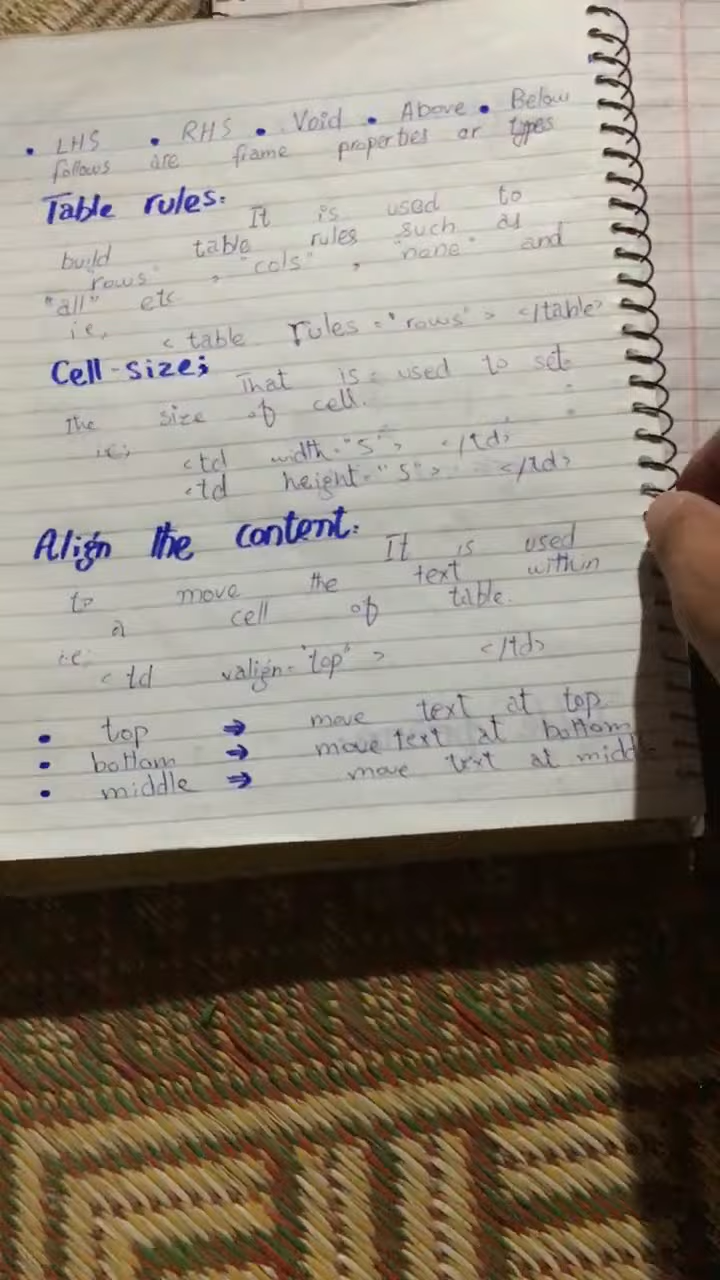 • LHS • RHS • Void • Above • Below
follows are frame properties or types
Table rules: It is used to
build table rules such as
"rows", "cols", "none" and
"all" etc
i.e, <table rules="rows"> </table>
Cell-size; That is used to set
the size of cell.
i.e; <td width="5"> </td>
<td height="5"> </td>
Align the content: It is used
to move the text within
a cell of table.
i.e; <td valign="top"> </td>
• top ⇒ move text at top
• bottom ⇒ move text at bottom
• middle ⇒ move text at middle